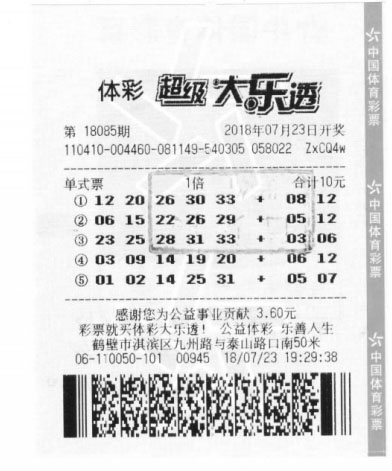 体彩 超级大乐透
第 18085期 2018年07月23日开奖
110410-004460-081149-540305 058022 ZxCQ4w
单式票 1倍 合计10元
① 12 20 26 30 33 + 08 12
② 06 15 22 26 29 + 05 12
③ 23 25 28 31 33 + 03 06
④ 03 09 14 19 20 + 06 12
⑤ 01 02 14 25 31 + 05 07
感谢您为公益事业贡献 3.60元
彩票就买体彩大乐透! 公益体彩 乐善人生
鹤壁市淇滨区九州路与泰山路口南50米
06-110050-101 00945 18/07/23 19:29:38
中国体育彩票
中国体育彩票
中国体育彩票